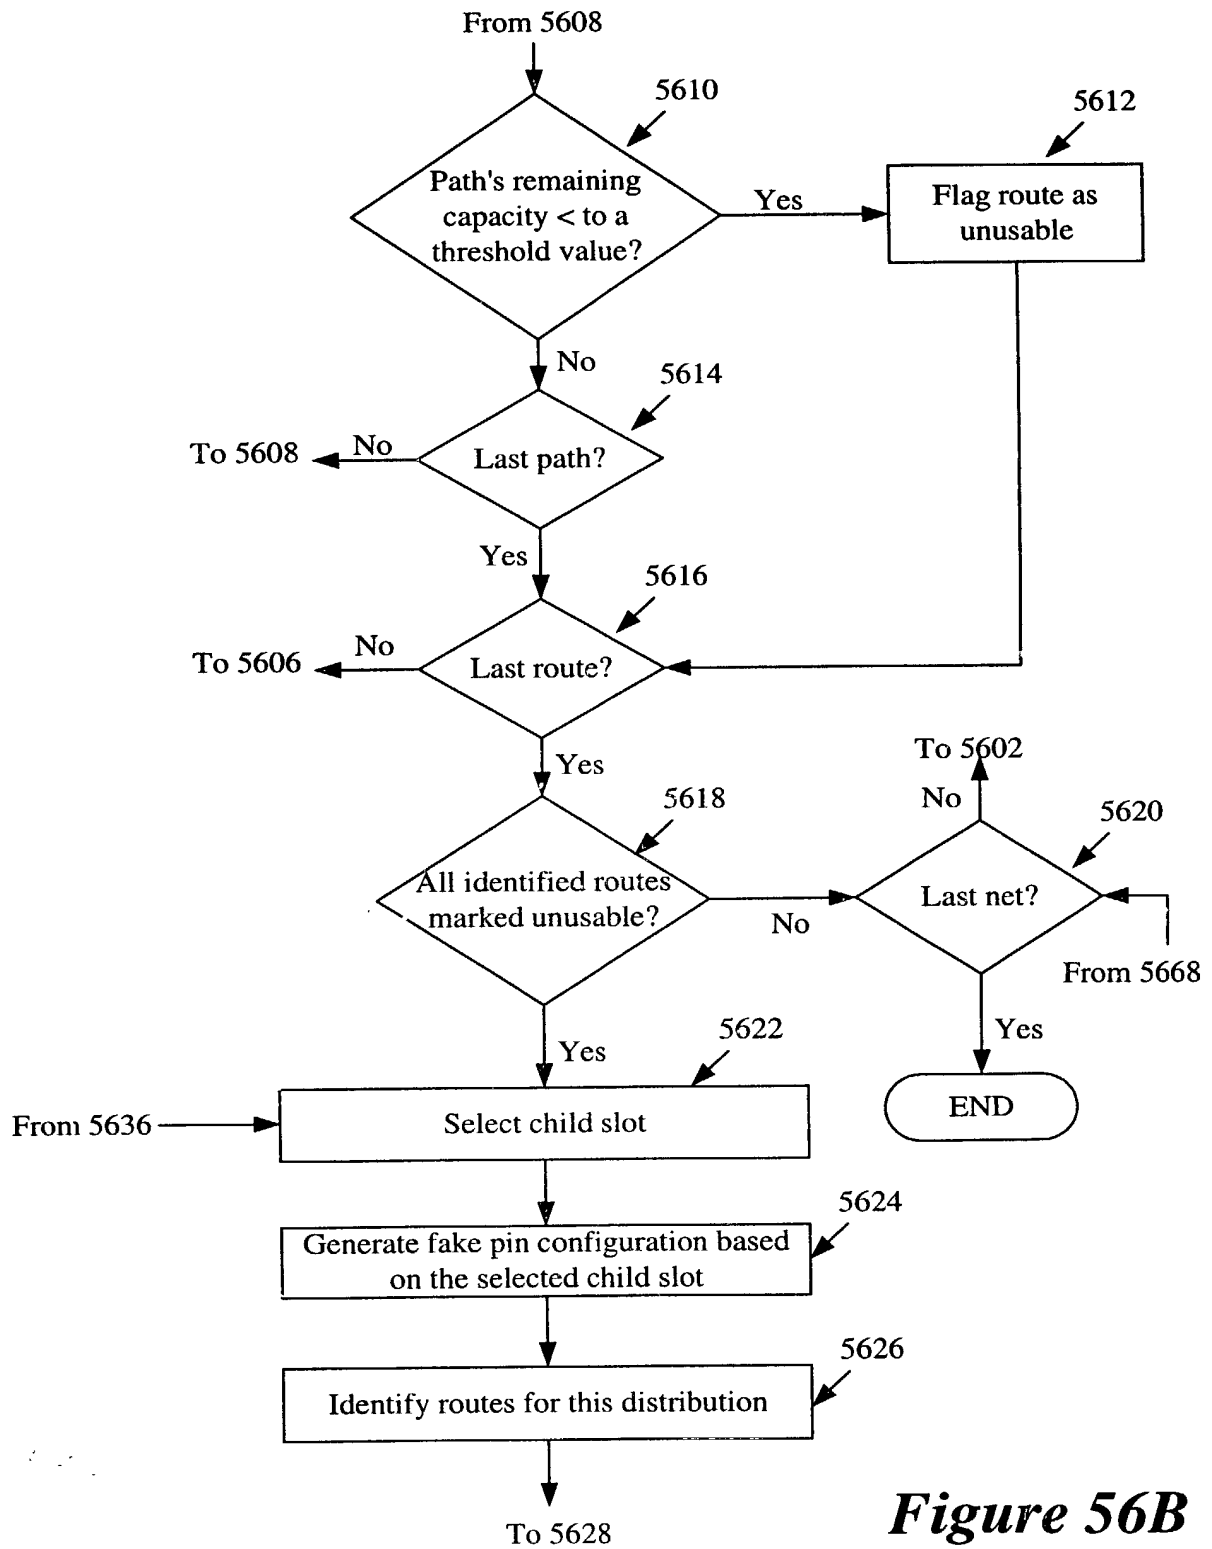 From 5608
5610
5612
Path's remaining
capacity < to a
threshold value?
Yes
Flag route as
unusable
No
5614
To 5608
No
Last path?
Yes
5616
To 5606
No
Last route?
Yes
To 5602
No
5618
5620
All identified routes
marked unusable?
No
Last net?
From 5668
Yes
Yes
5622
END
From 5636
Select child slot
5624
Generate fake pin configuration based
on the selected child slot
5626
Identify routes for this distribution
To 5628
Figure 56B